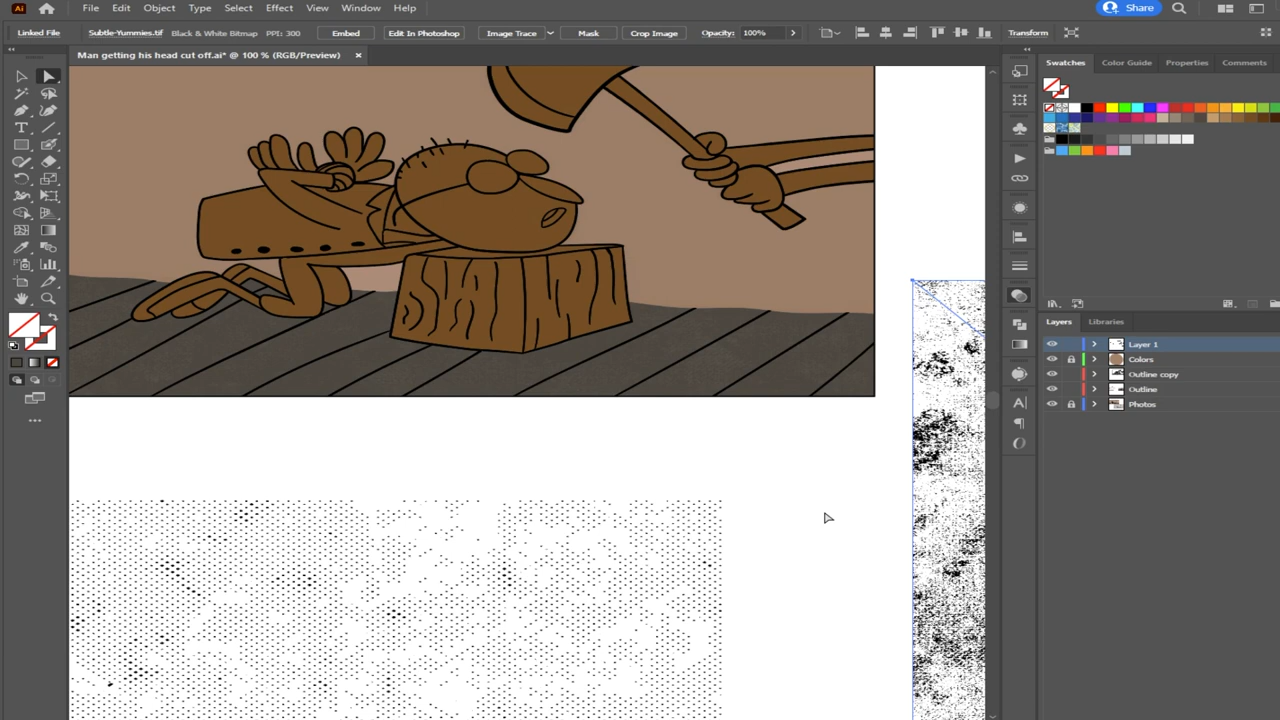 Ai File Edit Object Type Select Effect View Window Help Share
Linked File Subtle-Yummies.tif Black & White Bitmap PPI: 300 Embed Edit In Photoshop Image Trace Mask Crop Image Opacity: 100% Transform
Man getting his head cut off.ai* @ 100 % (RGB/Preview)
Swatches Color Guide Properties Comments
Layers Libraries
Layer 1
Colors
Outline copy
Outline
Photos